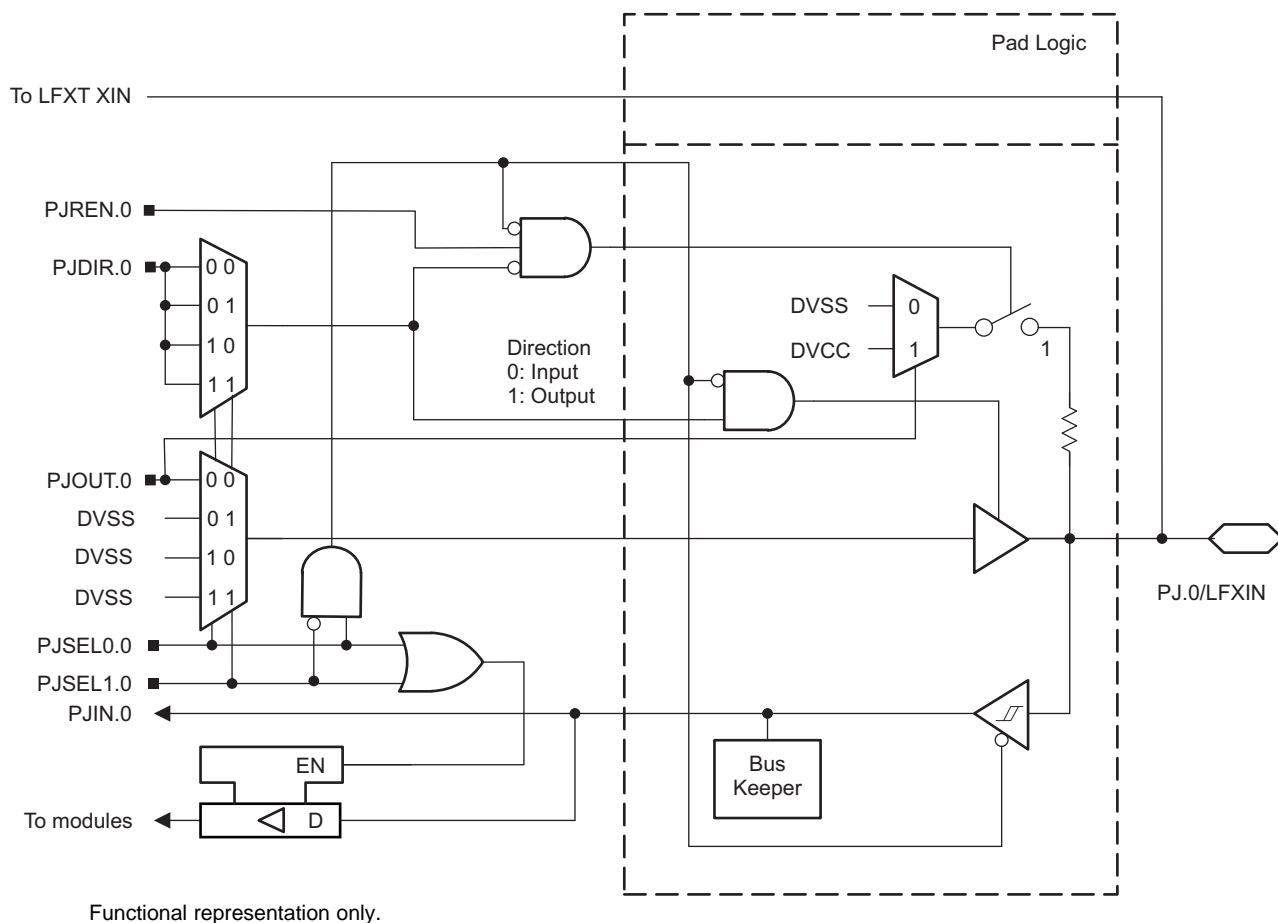 Pad Logic
To LFXT XIN
PJREN.0
PJDIR.0
0 0
0 1
1 0
1 1
Direction
0: Input
1: Output
DVSS
0
DVCC
1
1
PJOUT.0
0 0
DVSS
0 1
DVSS
1 0
DVSS
1 1
PJ.0/LFXIN
PJSEL0.0
PJSEL1.0
PJIN.0
EN
Bus
Keeper
To modules
D
Functional representation only.